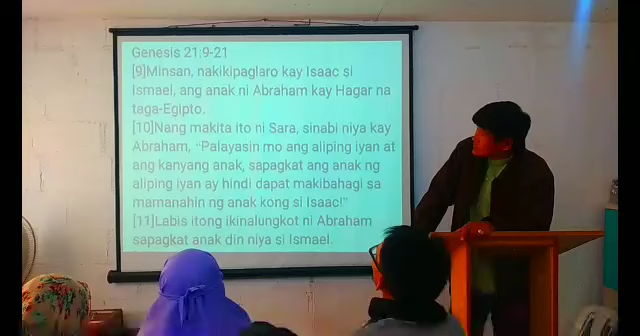 Genesis 21:9-21
[9]Minsan, nakikipaglaro kay Isaac si
Ismael, ang anak ni Abraham kay Hagar na
taga-Egipto.
[10]Nang makita ito ni Sara, sinabi niya kay
Abraham, “Palayasin mo ang aliping iyan at
ang kanyang anak, sapagkat ang anak ng
aliping iyan ay hindi dapat makibahagi sa
mamanahin ng anak kong si Isaac!”
[11]Labis itong ikinalungkot ni Abraham
sapagkat anak din niya si Ismael.